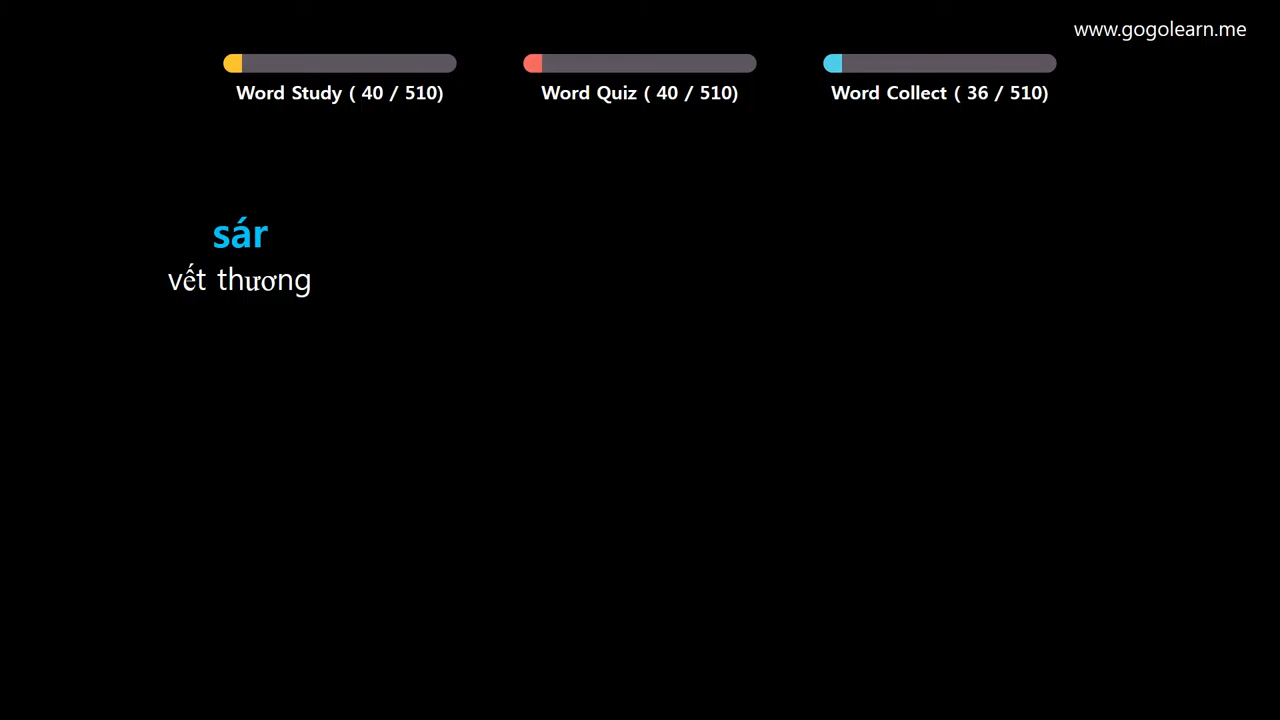 www.gogolearn.me
Word Study ( 40 / 510)
Word Quiz ( 40 / 510)
Word Collect ( 36 / 510)
sár
vết thương